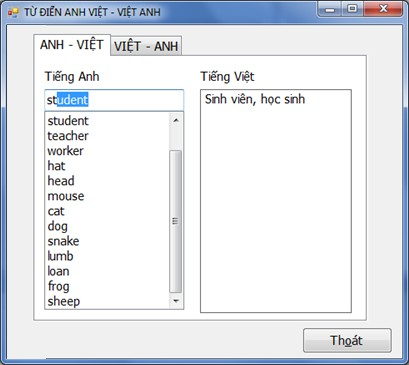 TỪ ĐIỂN ANH VIỆT - VIỆT ANH
ANH - VIỆT
VIỆT - ANH
Tiếng Anh
Tiếng Việt
student
Sinh viên, học sinh
student
teacher
worker
hat
head
mouse
cat
dog
snake
lumb
loan
frog
sheep
Thoát